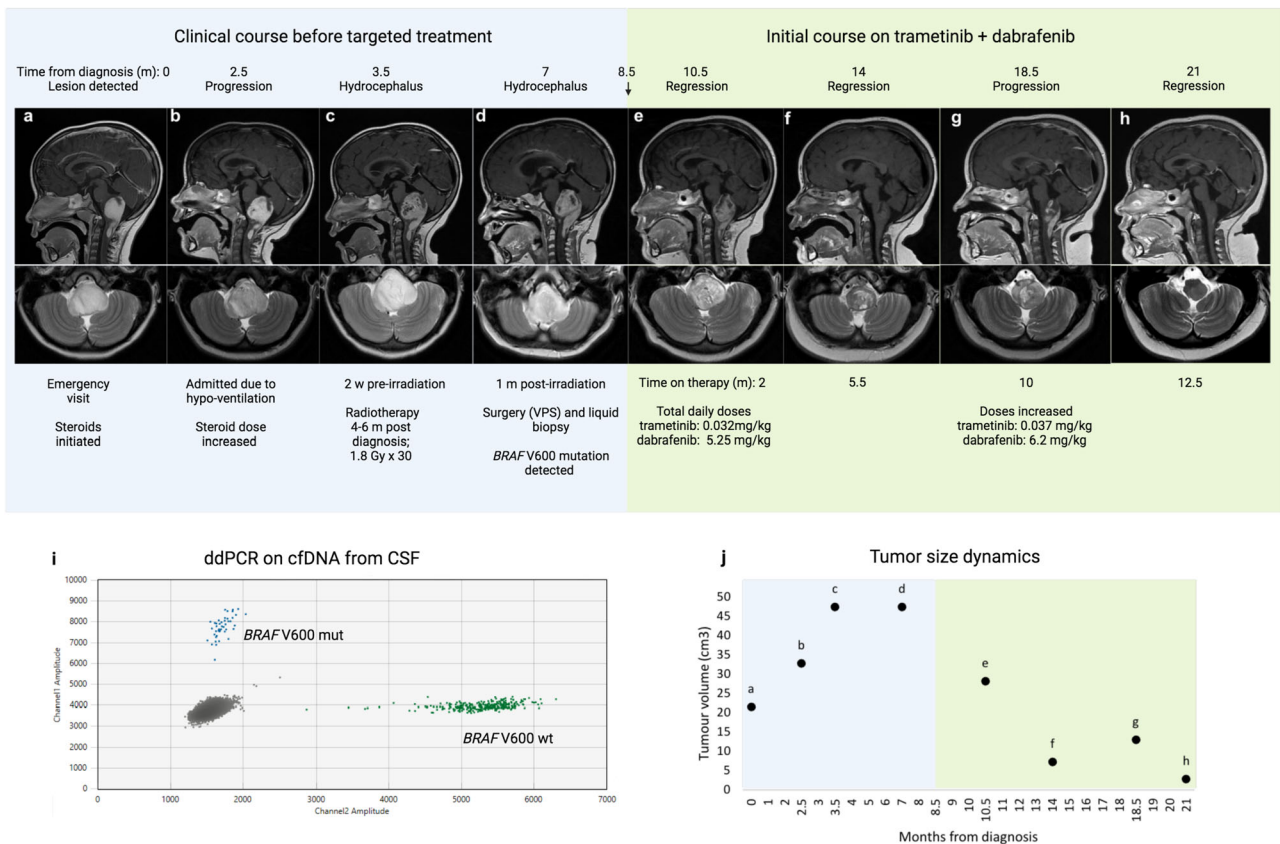 Clinical course before targeted treatment
Initial course on trametinib + dabrafenib
Time from diagnosis (m): 0 2.5 3.5 7 8.5 10.5 14 18.5 21
Lesion detected Progression Hydrocephalus Hydrocephalus Regression Regression Progression Regression
a b c d e f g h
Emergency visit
Steroids initiated
Admitted due to hypo-ventilation
Steroid dose increased
2 w pre-irradiation
Radiotherapy
4-6 m post
diagnosis;
1.8 Gy x 30
1 m post-irradiation
Surgery (VPS) and liquid
biopsy
BRAF V600 mutation
detected
Time on therapy (m): 2 5.5 10 12.5
Total daily doses
trametinib: 0.032mg/kg
dabrafenib: 5.25 mg/kg
Doses increased
trametinib: 0.037 mg/kg
dabrafenib: 6.2 mg/kg
i
ddPCR on cfDNA from CSF
10000
9000
8000
7000
6000
5000
4000
3000
2000
1000
0
Channel1 Amplitude
BRAF V600 mut
BRAF V600 wt
0 1000 2000 3000 4000 5000 6000 7000
Channel2 Amplitude
j
Tumor size dynamics
50
45
40
35
30
25
20
15
10
5
0
Tumour volume (cm3)
a b c d e f g h
0 1 2 2.5 3 3.5 4 5 6 7 8 8.5 9 10 10.5 11 12 13 14 15 16 17 18 18.5 19 20 21
Months from diagnosis